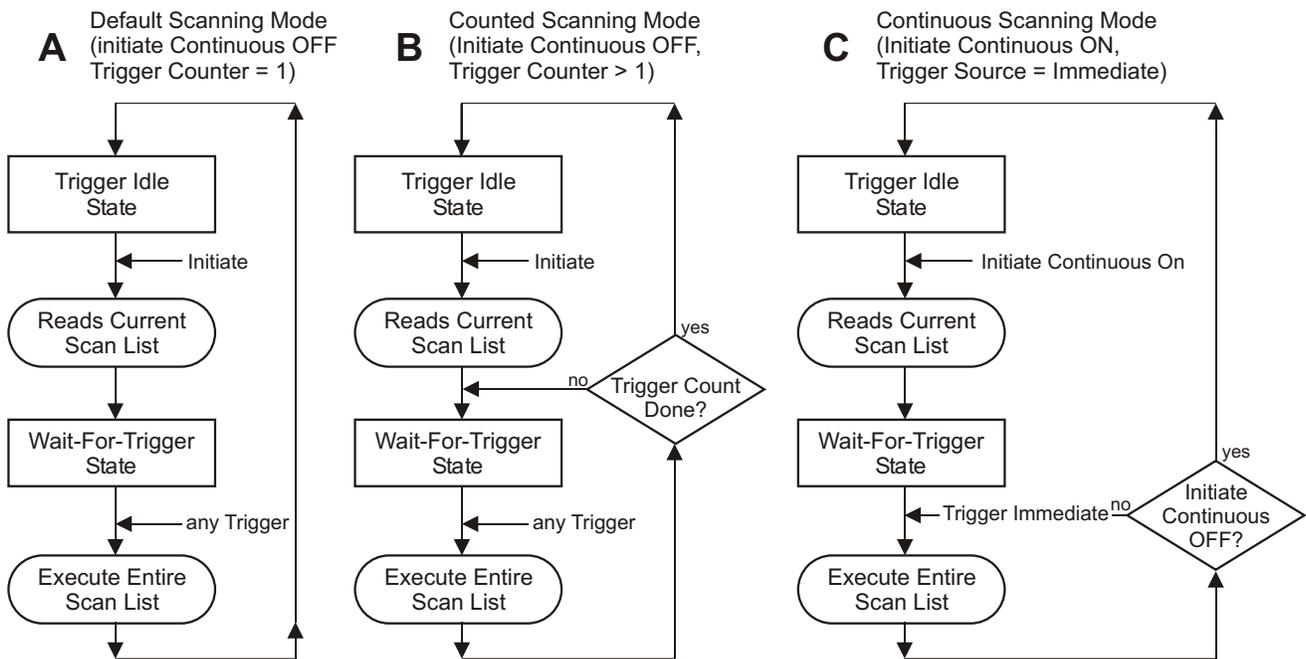 A
Default Scanning Mode
(initiate Continuous OFF
Trigger Counter = 1)
Trigger Idle
State
Initiate
Reads Current
Scan List
Wait-For-Trigger
State
any Trigger
Execute Entire
Scan List
B
Counted Scanning Mode
(Initiate Continuous OFF,
Trigger Counter > 1)
Trigger Idle
State
Initiate
Reads Current
Scan List
yes
no
Trigger Count
Done?
Wait-For-Trigger
State
any Trigger
Execute Entire
Scan List
C
Continuous Scanning Mode
(Initiate Continuous ON,
Trigger Source = Immediate)
Trigger Idle
State
Initiate Continuous On
Reads Current
Scan List
Wait-For-Trigger
State
yes
Trigger Immediate
no
Initiate
Continuous
OFF?
Execute Entire
Scan List